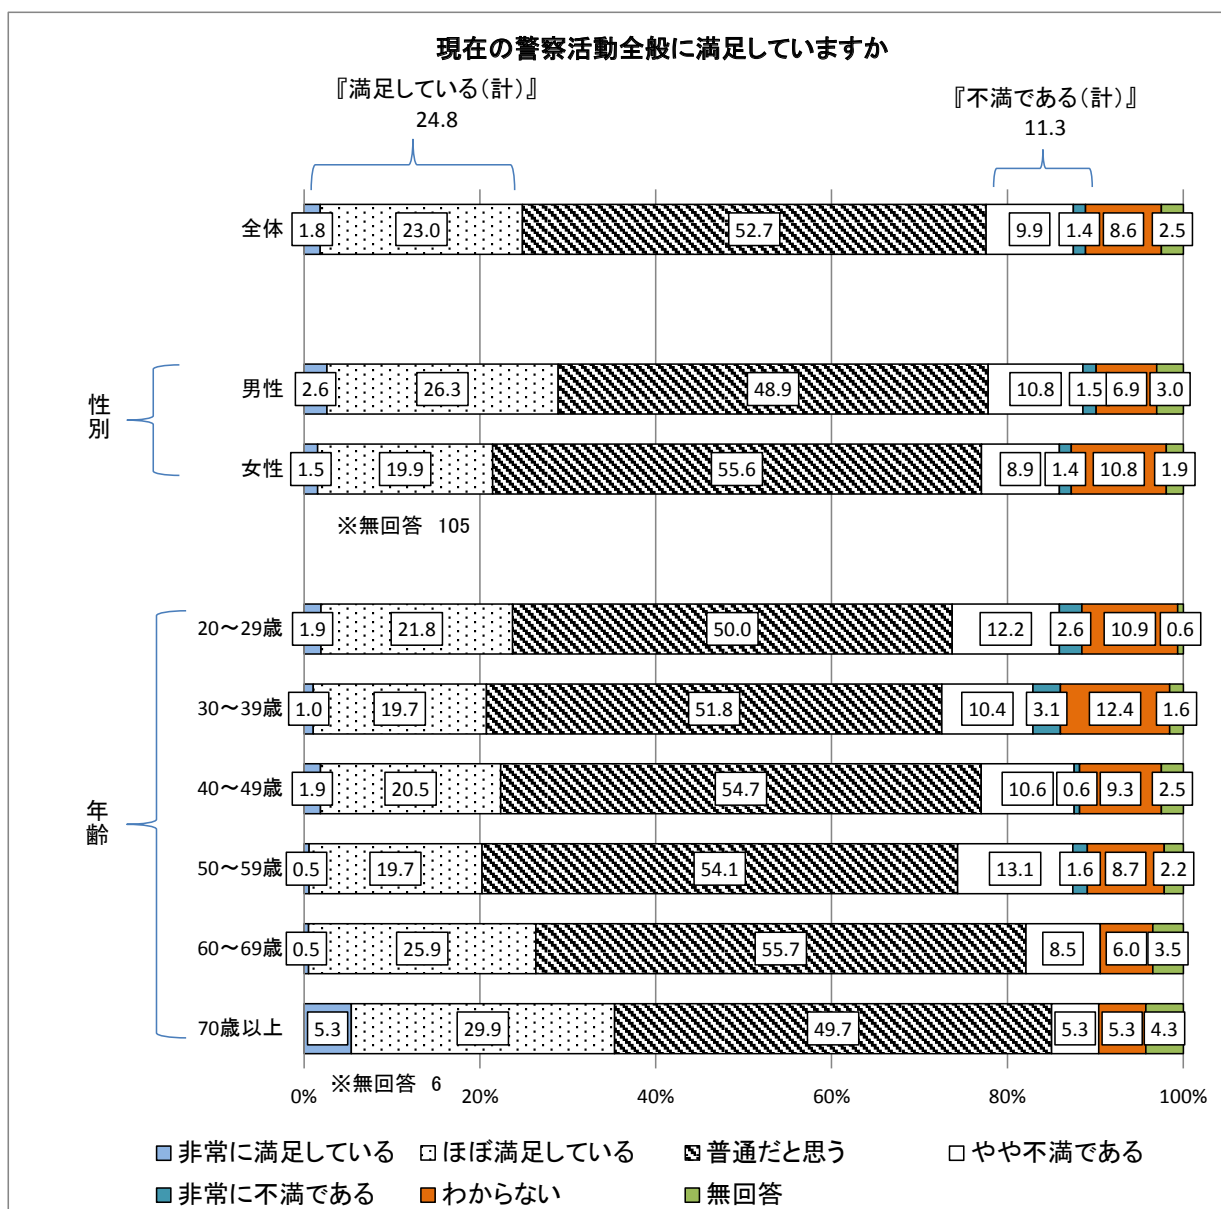 現在の警察活動全般に満足していますか
『満足している(計)』
24.8
『不満である(計)』
11.3
全体 1.8 23.0 52.7 9.9 1.4 8.6 2.5
性別
男性 2.6 26.3 48.9 10.8 1.5 6.9 3.0
女性 1.5 19.9 55.6 8.9 1.4 10.8 1.9
※無回答 105
年齢
20～29歳 1.9 21.8 50.0 12.2 2.6 10.9 0.6
30～39歳 1.0 19.7 51.8 10.4 3.1 12.4 1.6
40～49歳 1.9 20.5 54.7 10.6 0.6 9.3 2.5
50～59歳 0.5 19.7 54.1 13.1 1.6 8.7 2.2
60～69歳 0.5 25.9 55.7 8.5 6.0 3.5
70歳以上 5.3 29.9 49.7 5.3 5.3 4.3
※無回答 6
0% 20% 40% 60% 80% 100%
非常に満足している ほぼ満足している 普通だと思う やや不満である
非常に不満である わからない 無回答